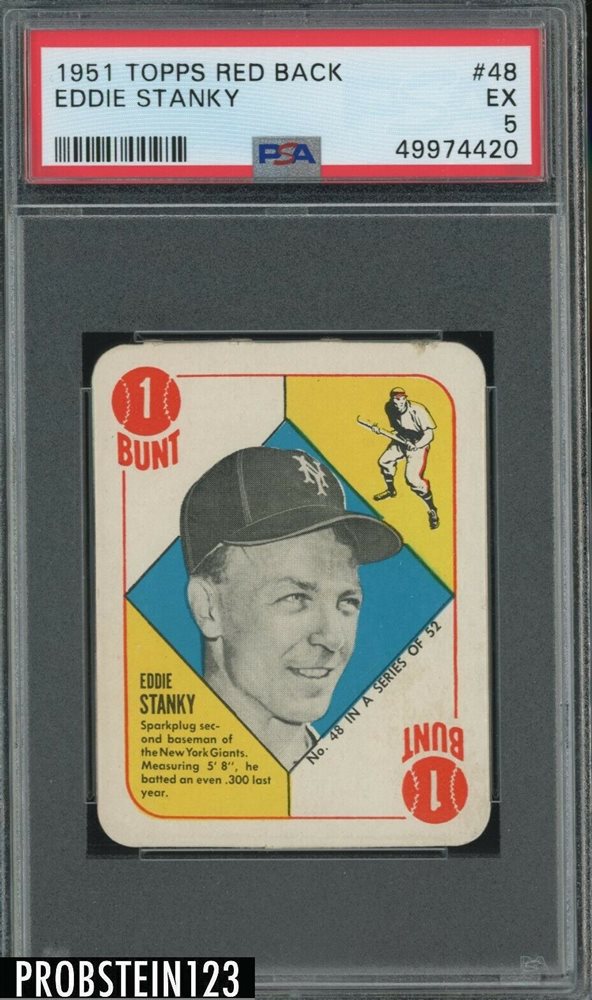 1951 TOPPS RED BACK #48
EDDIE STANKY EX
5
PSA 49974420
1
BUNT
NY
EDDIE
STANKY
Sparkplug sec-
ond baseman of
the New York Giants.
Measuring 5' 8", he
batted an even .300 last
year.
No. 48 IN A SERIES OF 52
BUNT
1
PROBSTEIN123